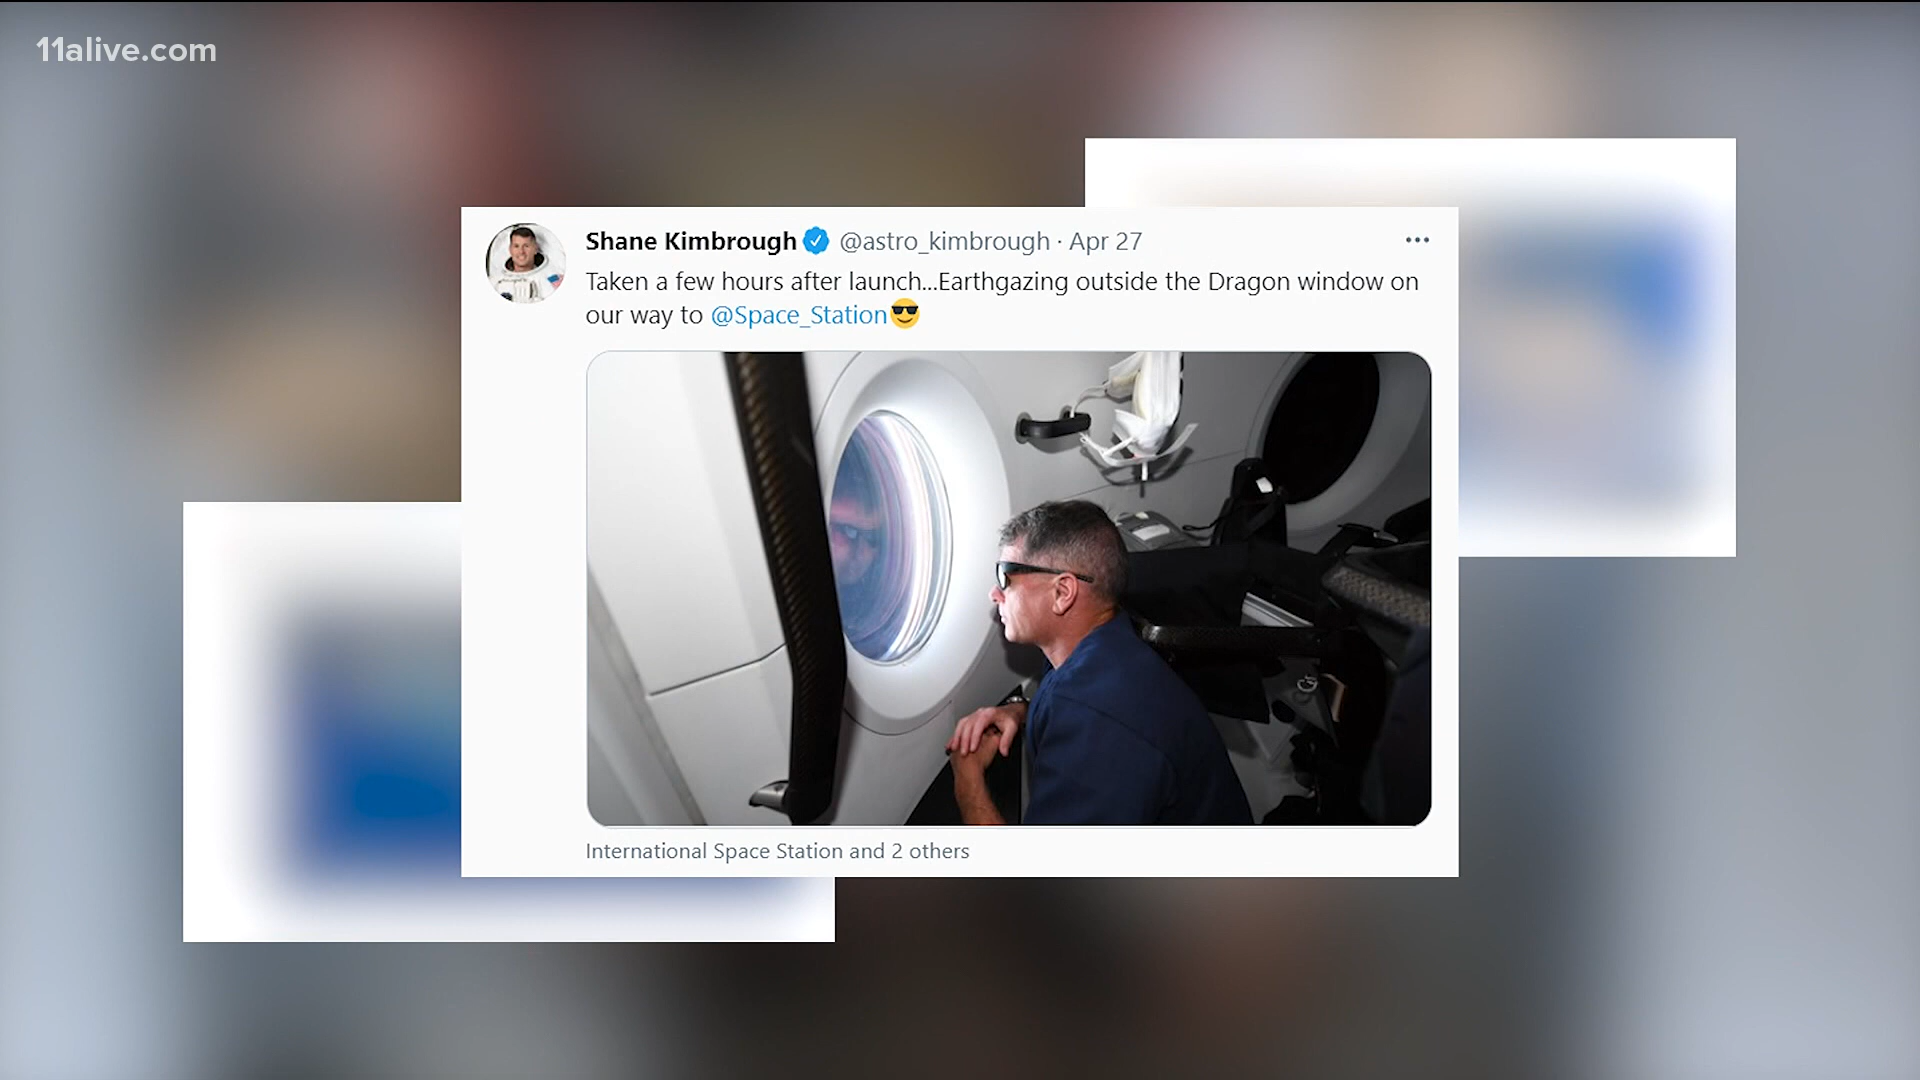 11alive.com
Shane Kimbrough @astro_kimbrough · Apr 27
Taken a few hours after launch...Earthgazing outside the Dragon window on
our way to @Space_Station😎
International Space Station and 2 others